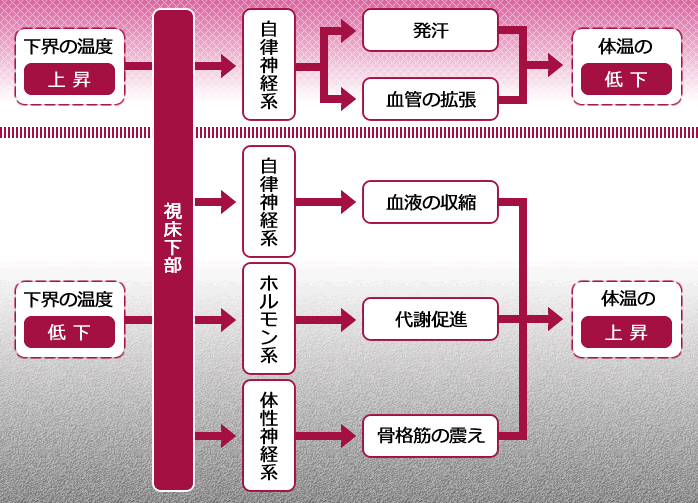 下界の温度
上昇
視床下部
自律神経系
発汗
血管の拡張
体温の
低下
下界の温度
低下
自律神経系
血液の収縮
ホルモン系
代謝促進
体性神経系
骨格筋の震え
体温の
上昇